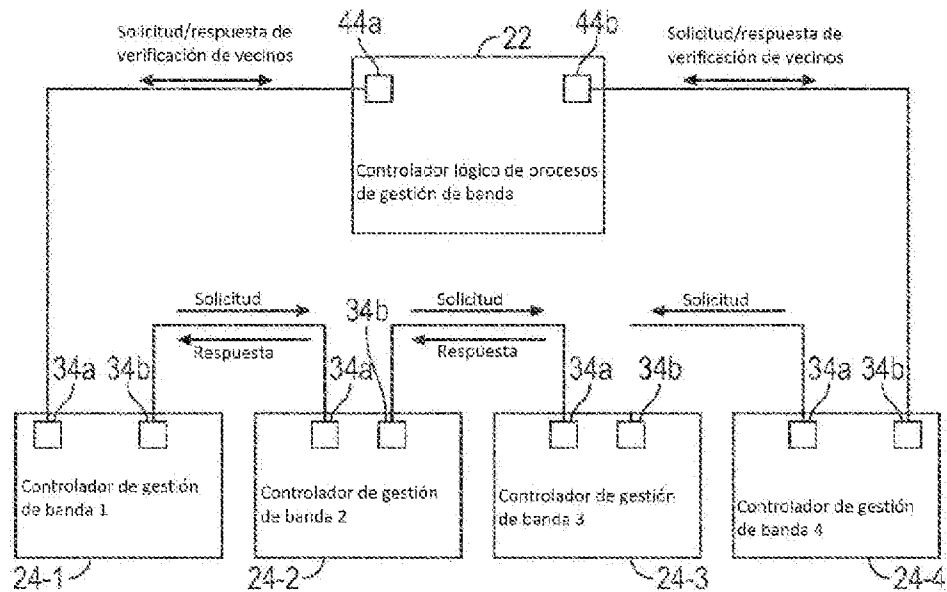 Solicitud/respuesta de
verificación de vecinos
44a
22
44b
Solicitud/respuesta de
verificación de vecinos
Controlador lógico de procesos
de gestión de banda
Solicitud
Respuesta
34b
Solicitud
Respuesta
Solicitud
34a
34b
34a
34a
34b
34a
34b
Controlador de gestión
de banda 1
Controlador de gestión
de banda 2
Controlador de gestión
de banda 3
Controlador de gestión
de banda 4
24-1
24-2
24-3
24-4